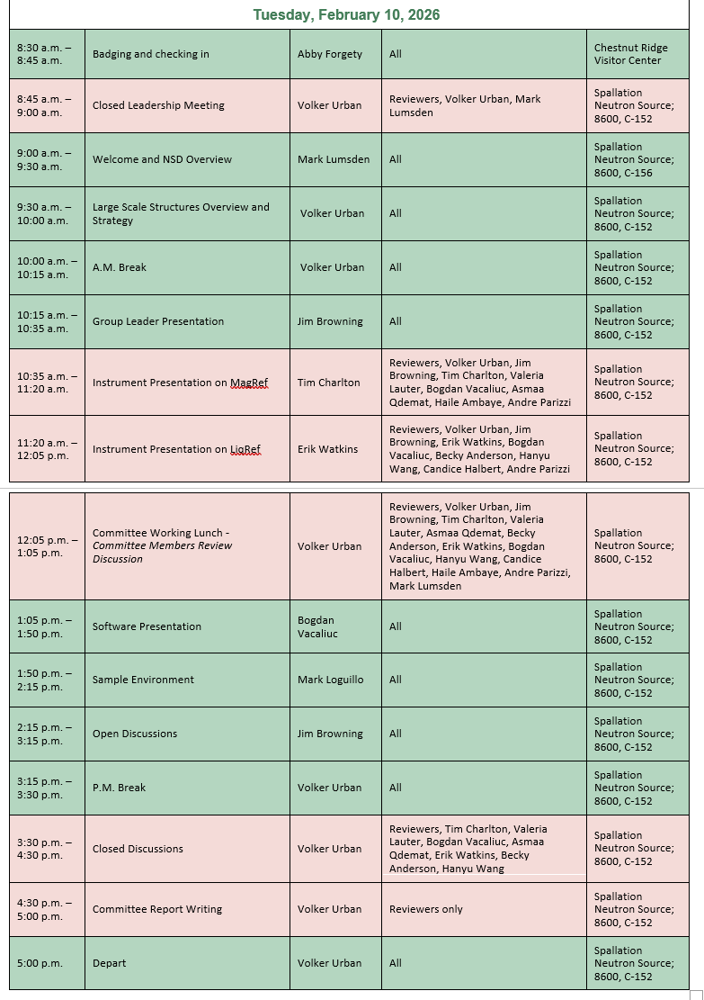 Tuesday, February 10, 2026
8:30 a.m. –
8:45 a.m.
Badging and checking in
Abby Forgety
All
Chestnut Ridge
Visitor Center
8:45 a.m. –
9:00 a.m.
Closed Leadership Meeting
Volker Urban
Reviewers, Volker Urban, Mark
Lumsden
Spallation
Neutron Source;
8600, C-152
9:00 a.m. –
9:30 a.m.
Welcome and NSD Overview
Mark Lumsden
All
Spallation
Neutron Source;
8600, C-156
9:30 a.m. –
10:00 a.m.
Large Scale Structures Overview and
Strategy
Volker Urban
All
Spallation
Neutron Source;
8600, C-152
10:00 a.m. –
10:15 a.m.
A.M. Break
Volker Urban
All
Spallation
Neutron Source;
8600, C-152
10:15 a.m. –
10:35 a.m.
Group Leader Presentation
Jim Browning
All
Spallation
Neutron Source;
8600, C-152
10:35 a.m. –
11:20 a.m.
Instrument Presentation on MagRef
Tim Charlton
Reviewers, Volker Urban, Jim
Browning, Tim Charlton, Valeria
Lauter, Bogdan Vacaliuc, Asmaa
Qdemat, Haile Ambaye, Andre Parizzi
Spallation
Neutron Source;
8600, C-152
11:20 a.m. –
12:05 p.m.
Instrument Presentation on LiqRef
Erik Watkins
Reviewers, Volker Urban, Jim
Browning, Erik Watkins, Bogdan
Vacaliuc, Becky Anderson, Hanyu
Wang, Candice Halbert, Andre Parizzi
Spallation
Neutron Source;
8600, C-152
12:05 p.m. –
1:05 p.m.
Committee Working Lunch -
Committee Members Review
Discussion
Volker Urban
Reviewers, Volker Urban, Jim
Browning, Tim Charlton, Valeria
Lauter, Asmaa Qdemat, Becky
Anderson, Erik Watkins, Bogdan
Vacaliuc, Hanyu Wang, Candice
Halbert, Haile Ambaye, Andre Parizzi,
Mark Lumsden
Spallation
Neutron Source;
8600, C-152
1:05 p.m. –
1:50 p.m.
Software Presentation
Bogdan
Vacaliuc
All
Spallation
Neutron Source;
8600, C-152
1:50 p.m. –
2:15 p.m.
Sample Environment
Mark Loguillo
All
Spallation
Neutron Source;
8600, C-152
2:15 p.m. –
3:15 p.m.
Open Discussions
Jim Browning
All
Spallation
Neutron Source;
8600, C-152
3:15 p.m. –
3:30 p.m.
P.M. Break
Volker Urban
All
Spallation
Neutron Source;
8600, C-152
3:30 p.m. –
4:30 p.m.
Closed Discussions
Volker Urban
Reviewers, Tim Charlton, Valeria
Lauter, Bogdan Vacaliuc, Asmaa
Qdemat, Erik Watkins, Becky
Anderson, Hanyu Wang
Spallation
Neutron Source;
8600, C-152
4:30 p.m. –
5:00 p.m.
Committee Report Writing
Volker Urban
Reviewers only
Spallation
Neutron Source;
8600, C-152
5:00 p.m.
Depart
Volker Urban
All
Spallation
Neutron Source;
8600, C-152